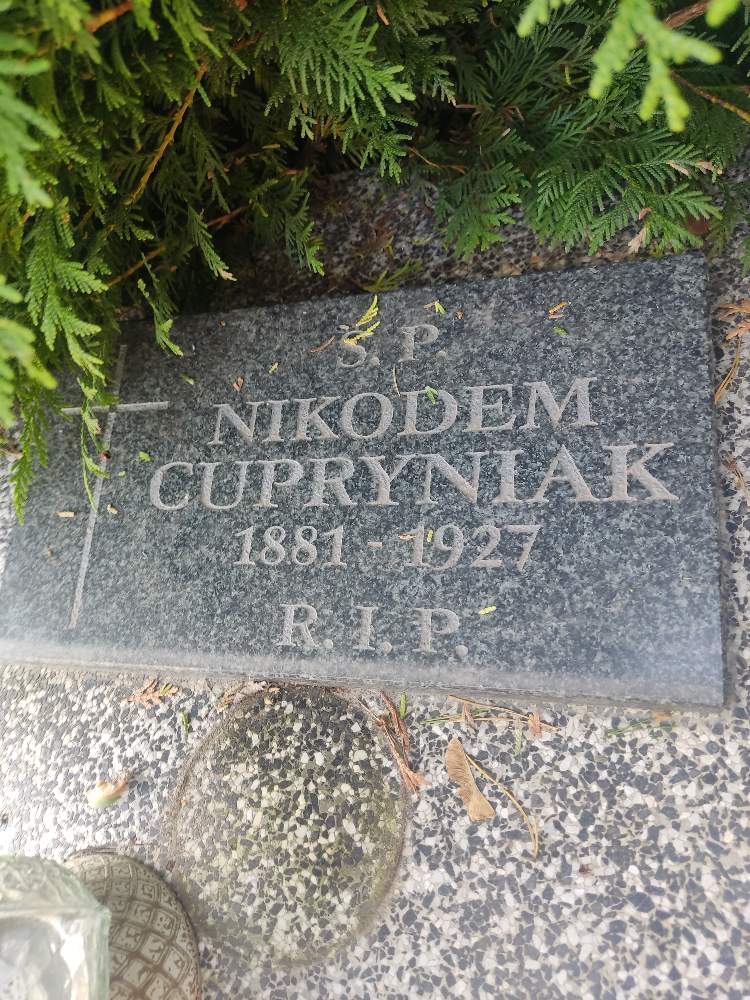 Ś. P.
NIKODEM
CUPRYNIAK
1881 - 1927
R.I.P.